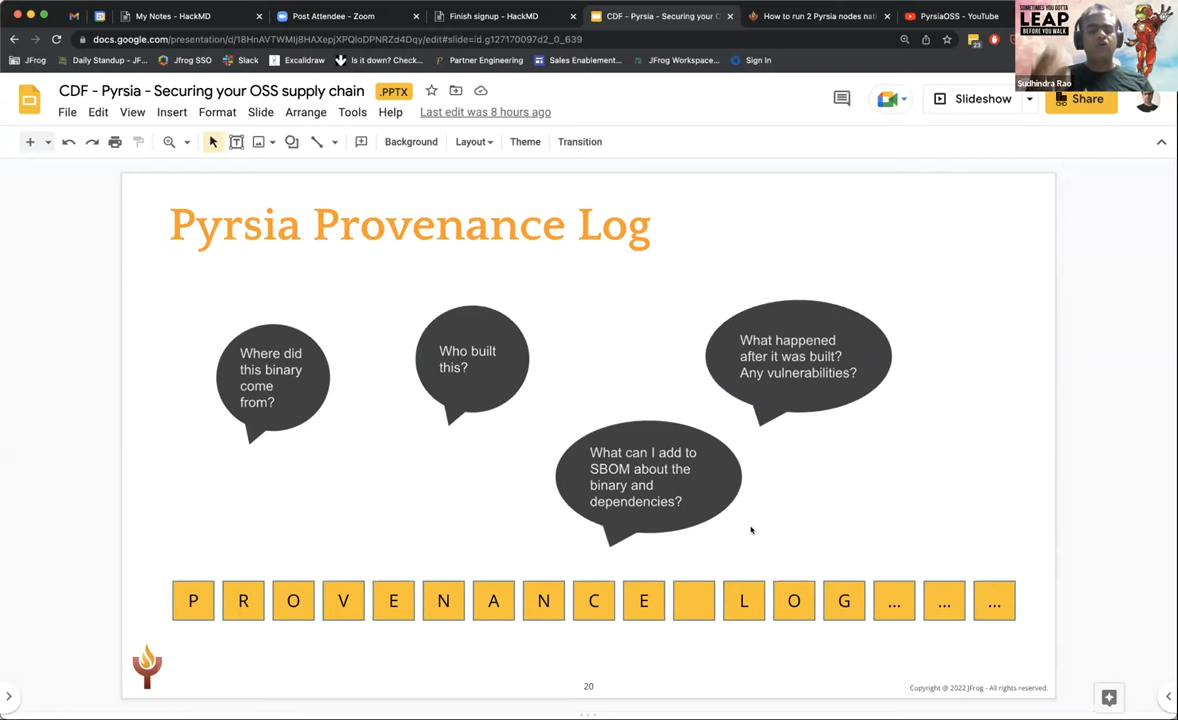 My Notes - HackMD
Post Attendee - Zoom
Finish signup - HackMD
CDF - Pyrsia - Securing your
How to run 2 Pyrsia nodes
PyrsiaOSS - YouTube
docs.google.com/presentation/d/
/edit#slide=id.g127170097d2_0_639
23
JFrog
Daily Standup - JF...
Jfrog SSO
Slack
Excalidraw
Is it down? Check...
Partner Engineering
Sales Enablement...
JFrog Workspace...
Sign In
SOMETIMES YOU GOTTA
LEAP
BEFORE YOU WALK
Sudhindra Rao
CDF - Pyrsia - Securing your OSS supply chain
.PPTX
File Edit View Insert Format Slide Arrange Tools Help Last edit was 8 hours ago
Slideshow
Share
Background Layout Theme Transition
Pyrsia Provenance Log
Where did
this binary
come
from?
Who built
this?
What happened
after it was built?
Any vulnerabilities?
What can I add to
SBOM about the
binary and
dependencies?
P R O V E N A N C E L O G ... ... ...
20
Copyright @ 2022 JFrog - All rights reserved.